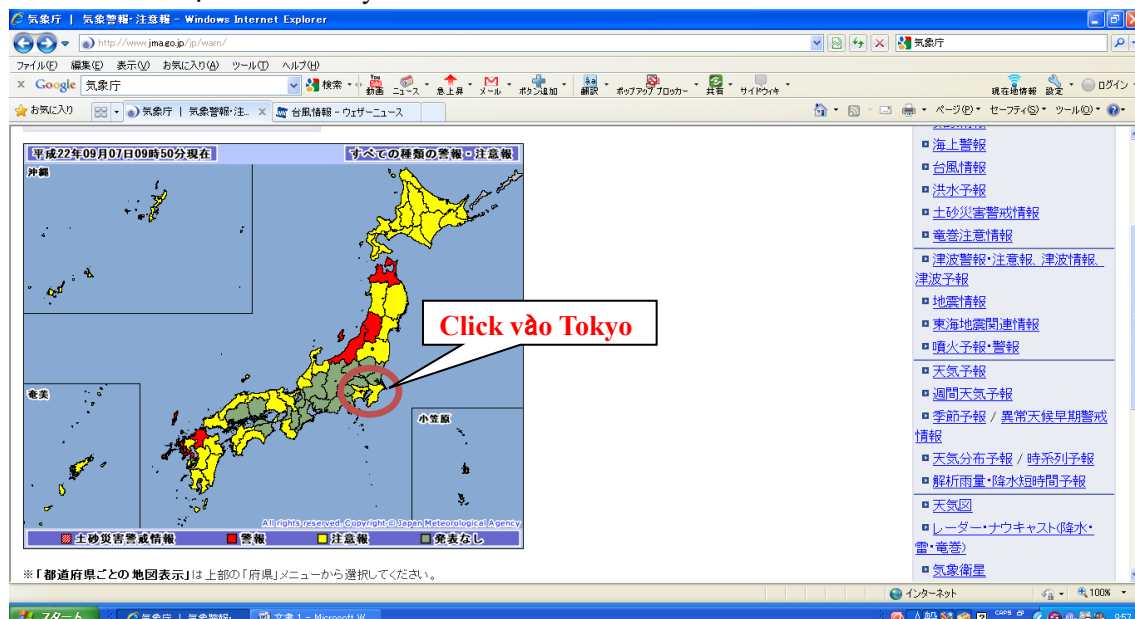 気象庁 | 気象警報・注意報 - Windows Internet Explorer
http://www.jma.go.jp/jp/warn/
気象庁
ファイル(F) 編集(E) 表示(V) お気に入り(A) ツール(T) ヘルプ(H)
x Google 気象庁 検索 動画 ニュース 急上昇 メール ボタン追加 翻訳 ポップアップブロッカー 共有 サイドウィキ 現在地情報 設定 ログイン
お気に入り 気象庁 | 気象警報・注... x 台風情報 - ウェザーニュース ページ(P) セーフティ(S) ツール(O)
平成22年09月07日09時50分現在 すべての種類の警報・注意報
沖縄
奄美
小笠原
Click vào Tokyo
All rights reserved. Copyright © Japan Meteorological Agency
土砂災害警戒情報 警報 注意報 発表なし
※「都道府県ごとの地図表示」は上部の「府県」メニューから選択してください。
海上警報
台風情報
洪水予報
土砂災害警戒情報
竜巻注意情報
津波警報・注意報、津波情報、
津波予報
地震情報
東海地震関連情報
噴火予報・警報
天気予報
週間天気予報
季節予報 / 異常天候早期警戒
情報
天気分布予報 / 時系列予報
解析雨量・降水短時間予報
天気図
レーダー・ナウキャスト(降水・
雷・竜巻)
気象衛星
インターネット 100%
スタート 気象庁 | 気象警報・ 文書 1 - Microsoft W... A 般 CAPS 9:57